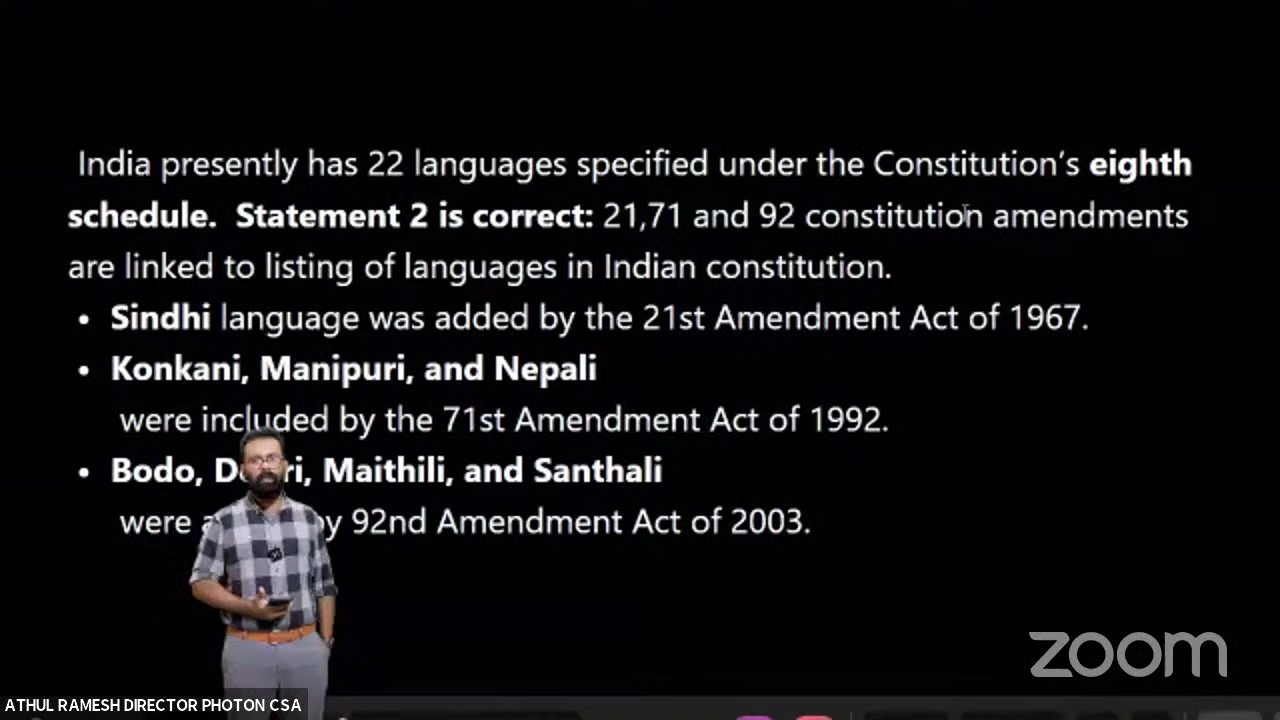 India presently has 22 languages specified under the Constitution's eighth
schedule. Statement 2 is correct: 21,71 and 92 constitution amendments
are linked to listing of languages in Indian constitution.
• Sindhi language was added by the 21st Amendment Act of 1967.
• Konkani, Manipuri, and Nepali
were included by the 71st Amendment Act of 1992.
• Bodo, Maithili, and Santhali
were 92nd Amendment Act of 2003.
zoom
ATHUL RAMESH DIRECTOR PHOTON CSA